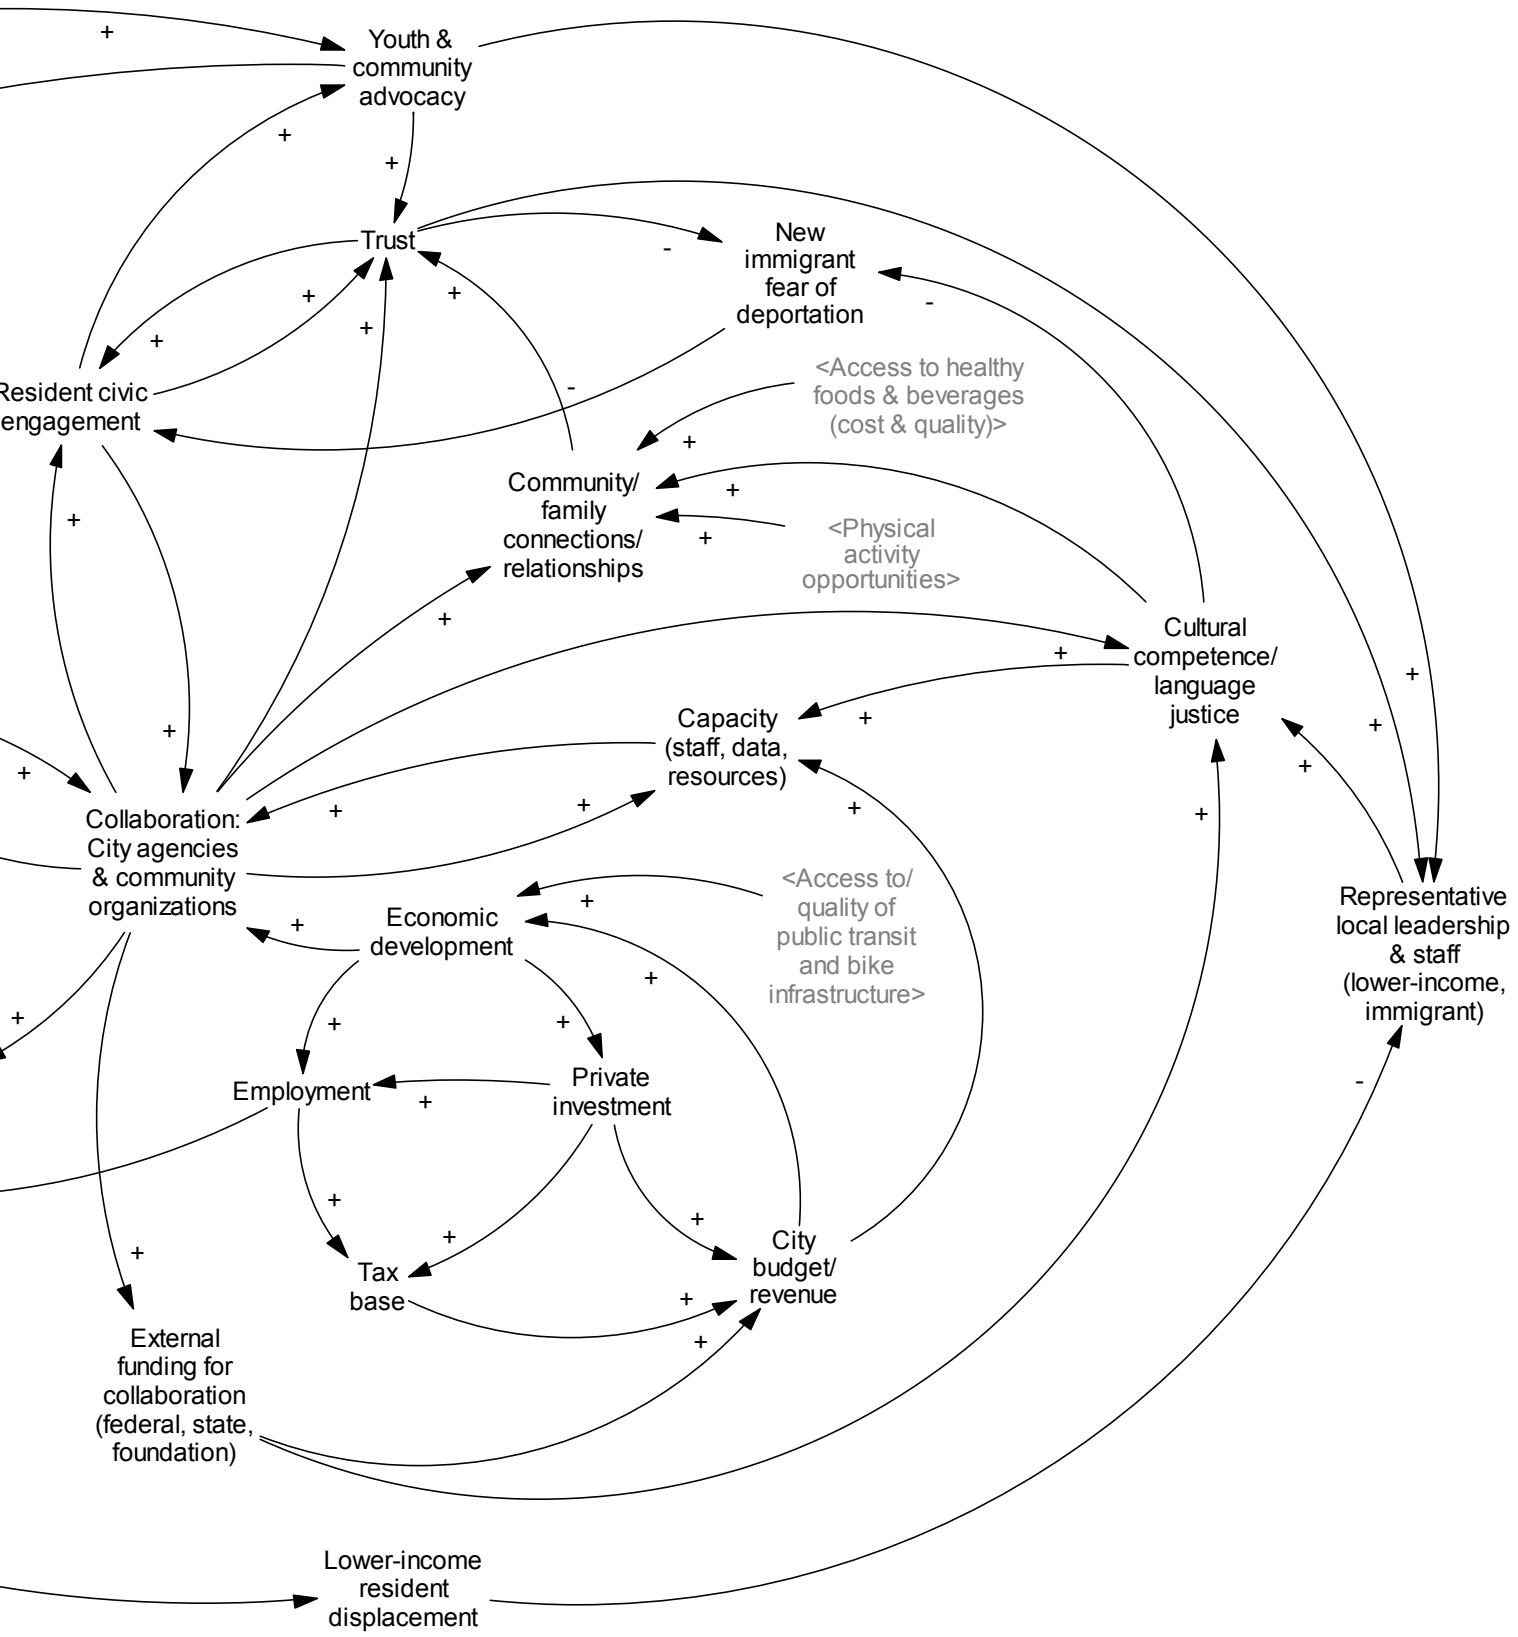 +
Youth &
community
advocacy
+
+
Trust
-
New
immigrant
fear of
deportation
-
+
+
+
+
-
<Access to healthy
foods & beverages
(cost & quality)>
+
Resident civic
engagement
Community/
family
connections/
relationships
+
+
<Physical
activity
opportunities>
+
+
Cultural
competence/
language
justice
+
+
+
+
+
Capacity
(staff, data,
resources)
+
+
+
+
+
+
+
Collaboration:
City agencies
& community
organizations
Economic
development
+
+
+
<Access to/
quality of
public transit
and bike
infrastructure>
Representative
local leadership
& staff
(lower-income,
immigrant)
+
+
+
-
Employment
+
Private
investment
+
+
+
+
Tax
base
+
+
City
budget/
revenue
External
funding for
collaboration
(federal, state,
foundation)
Lower-income
resident
displacement